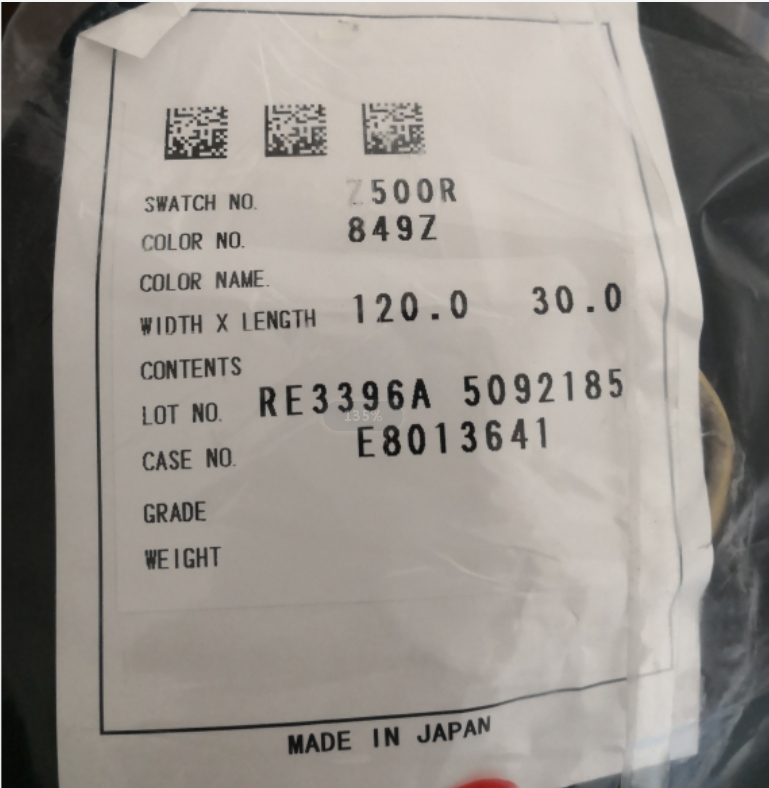 SWATCH NO. Z500R
COLOR NO. 849Z
COLOR NAME.
WIDTH X LENGTH 120.0 30.0
CONTENTS
LOT NO. RE3396A 5092185
135%
CASE NO. E8013641
GRADE
WEIGHT
MADE IN JAPAN